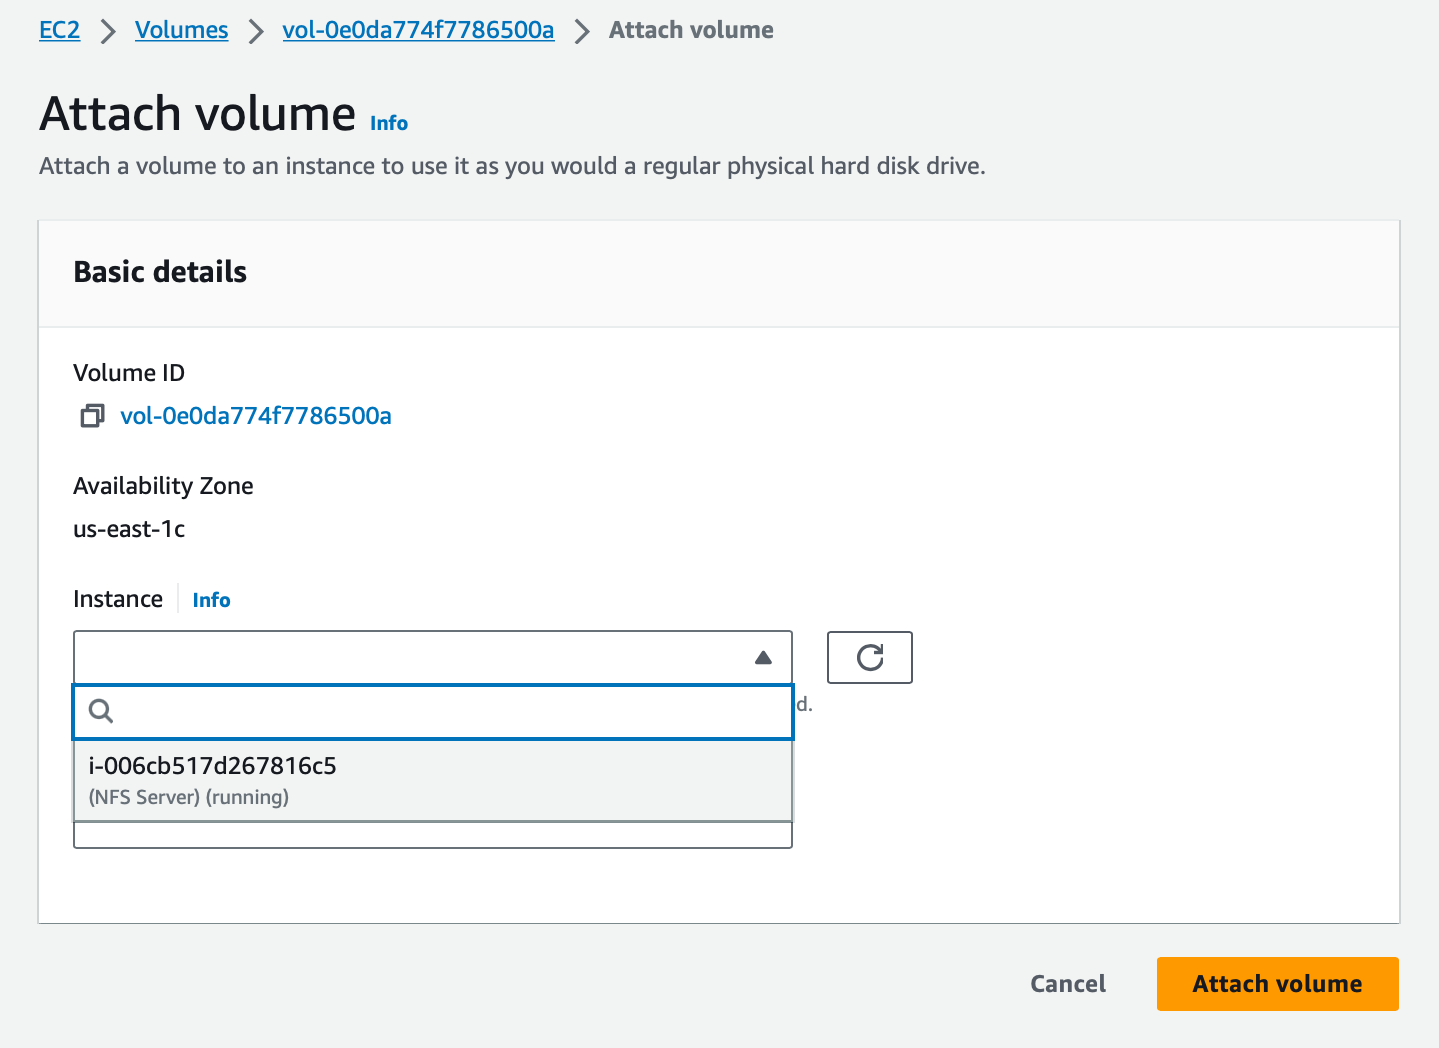 EC2 > Volumes > vol-0e0da774f7786500a > Attach volume
Attach volume Info
Attach a volume to an instance to use it as you would a regular physical hard disk drive.
Basic details
Volume ID
vol-0e0da774f7786500a
Availability Zone
us-east-1c
Instance Info
d.
i-006cb517d267816c5
(NFS Server) (running)
Cancel Attach volume